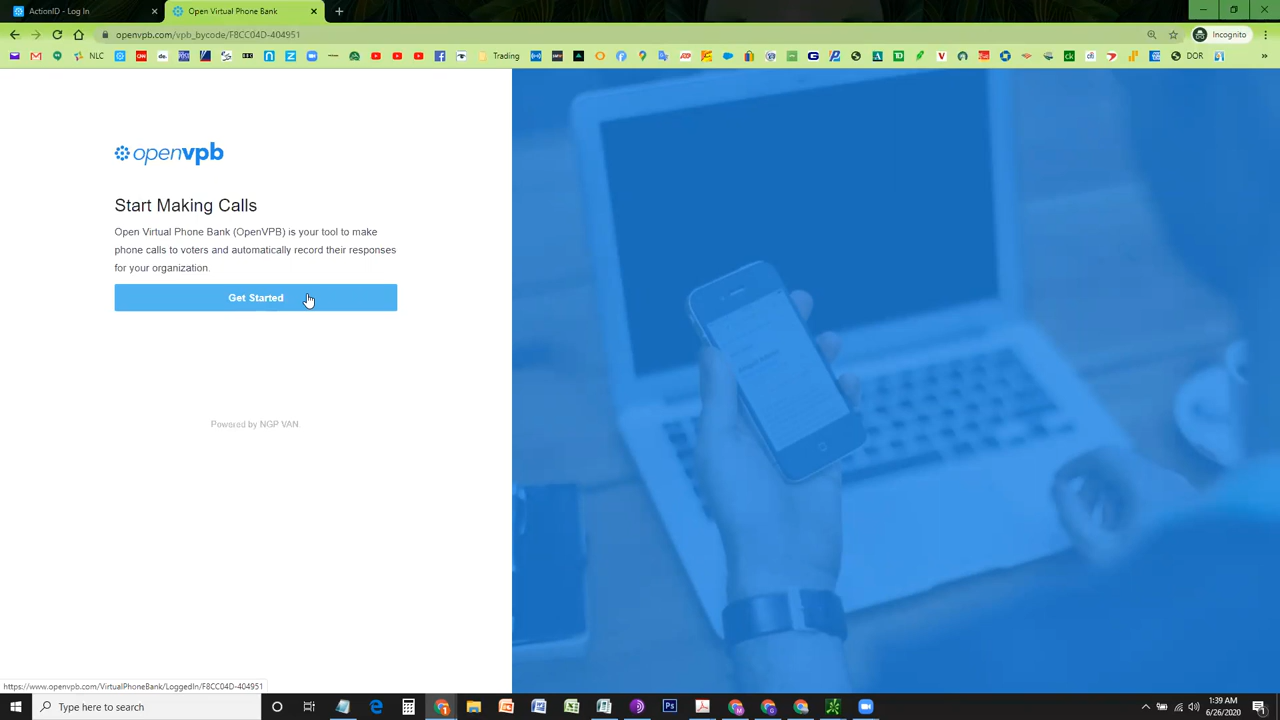 ActionID - Log In
Open Virtual Phone Bank
openvpb.com/vpb_bycode/F8CC04D-404951
Incognito
NLC
Trading
DOR
openvpb
Start Making Calls
Open Virtual Phone Bank (OpenVPB) is your tool to make
phone calls to voters and automatically record their responses
for your organization.
Get Started
Powered by NGP VAN
https://www.openvpb.com/VirtualPhoneBank/LoggedIn/F8CC04D-404951
Type here to search
1:39 AM
6/26/2020